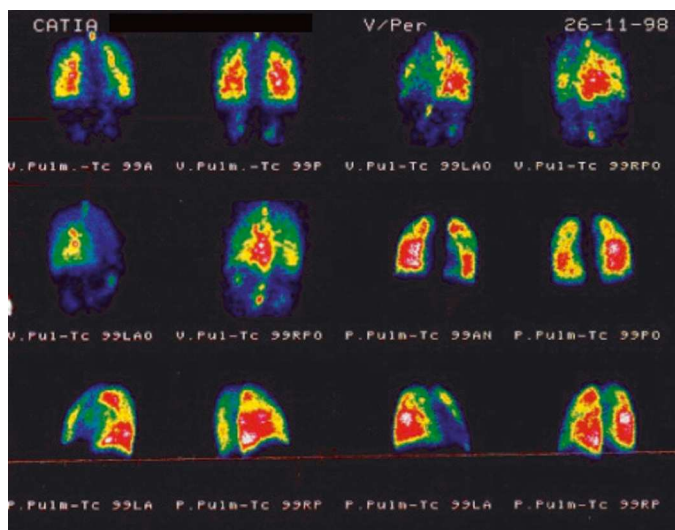 CATIA V/Per 26-11-98
V.Pulm.-Tc 99A V.Pulm.-Tc 99P V.Pul-Tc 99LAO V.Pul-Tc 99RPO
V.Pul-Tc 99LAO V.Pul-Tc 99RPO P.Pulm-Tc 99AN P.Pulm-Tc 99PO
P.Pulm-Tc 99LA P.Pulm-Tc 99RP P.Pulm-Tc 99LA P.Pulm-Tc 99RP